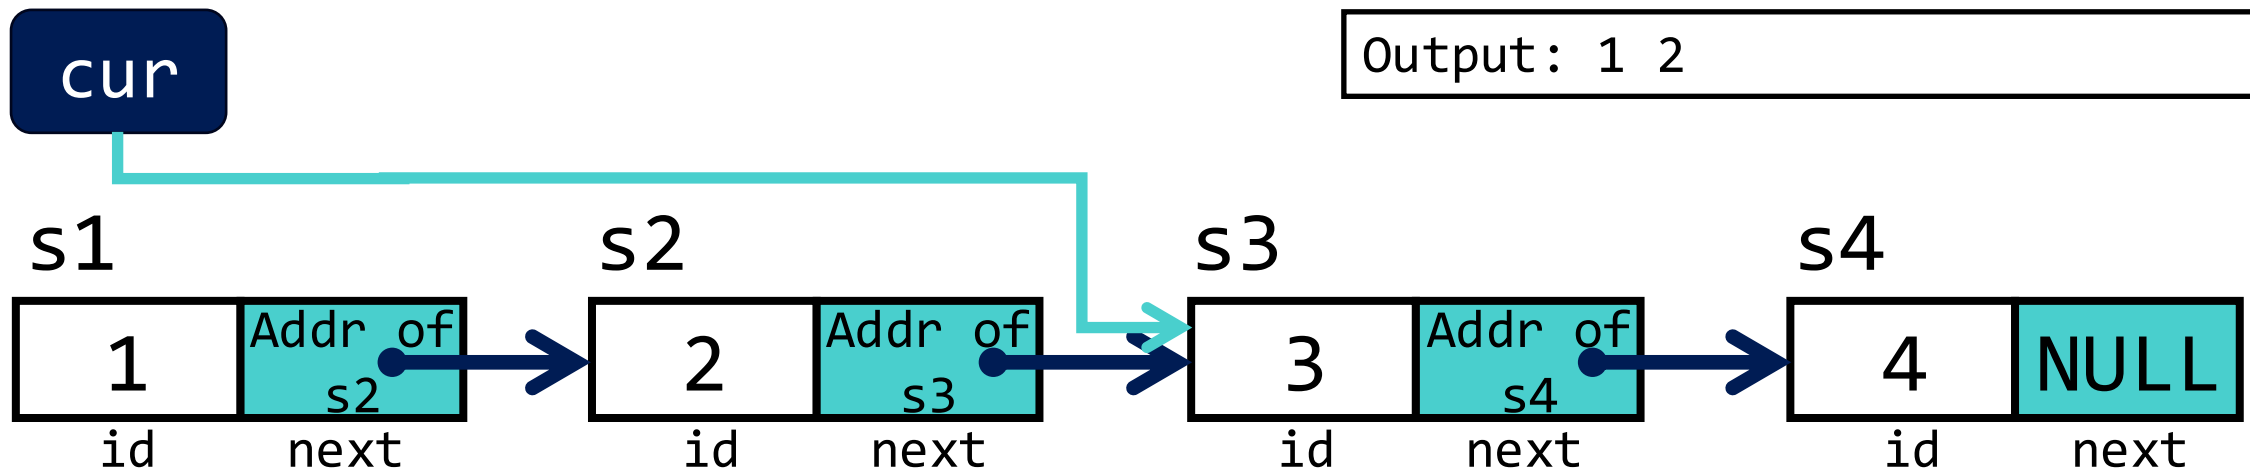 cur
Output: 1 2
s1
s2
s3
s4
1
Addr of
s2
2
Addr of
s3
3
Addr of
s4
4
NULL
id
next
id
next
id
next
id
next